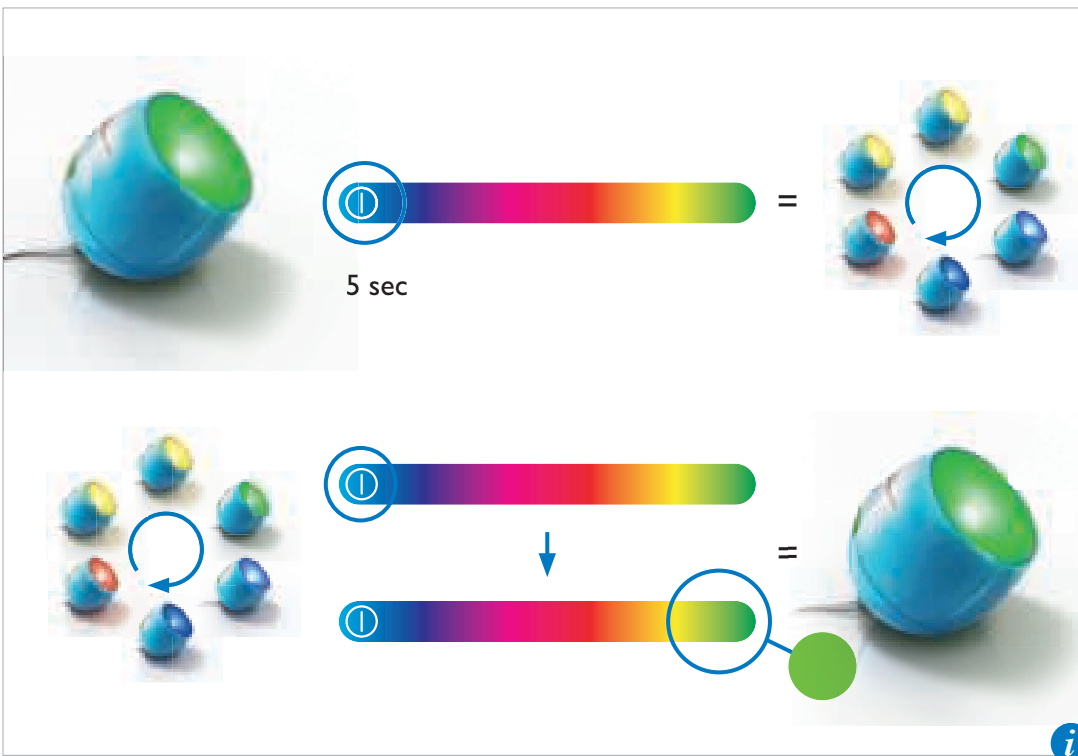 =
5 sec
=
i